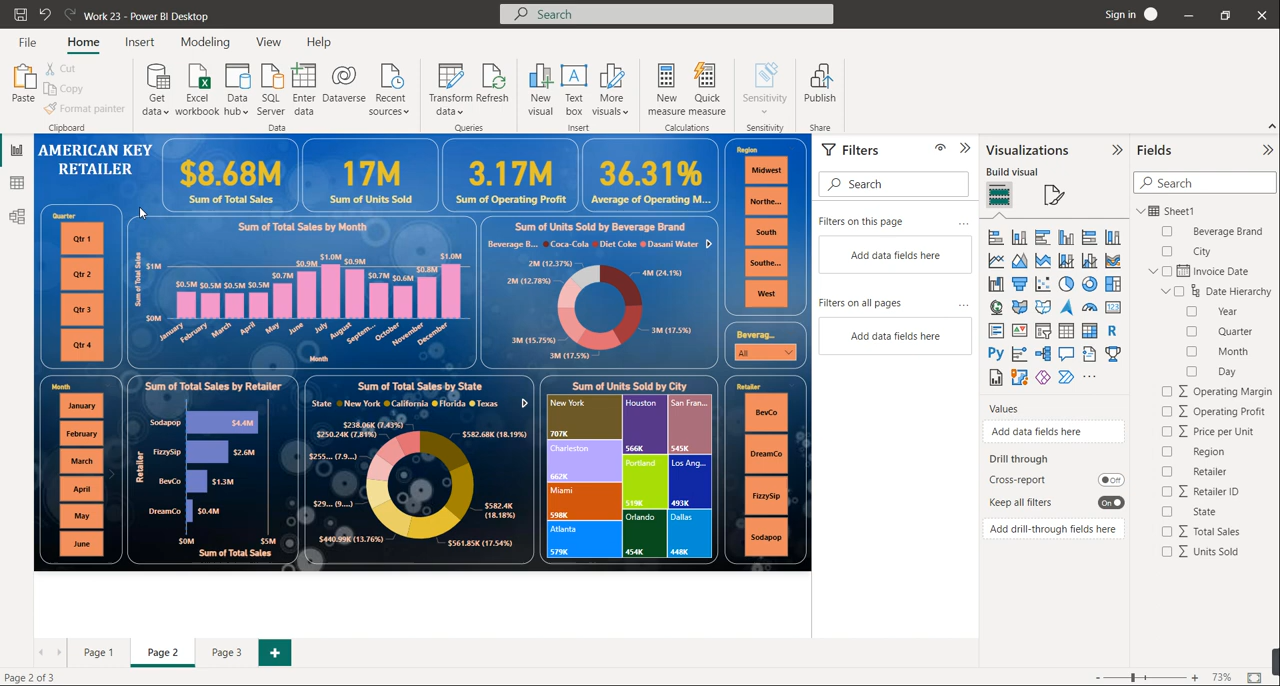 Work 23 - Power BI Desktop
Search
Sign in
File
Home
Insert
Modeling
View
Help
Paste
Cut
Copy
Format painter
Clipboard
Get data
Excel workbook
Data hub
SQL Server
Enter data
Dataverse
Recent sources
Data
Transform data
Refresh
Queries
New visual
Text box
More visuals
Insert
New measure
Quick measure
Calculations
Sensitivity
Sensitivity
Publish
Share
AMERICAN KEY
RETAILER
$8.68M
Sum of Total Sales
17M
Sum of Units Sold
3.17M
Sum of Operating Profit
36.31%
Average of Operating M...
Region
Midwest
Northe...
South
Southe...
West
Quarter
Qtr 1
Qtr 2
Qtr 3
Qtr 4
Sum of Total Sales by Month
Sum of Total Sales
$1M
$0M
$0.5M
$0.5M
$0.5M
$0.5M
$0.7M
$0.9M
$1.0M
$0.9M
$0.7M
$0.6M
$0.8M
$1.0M
January
February
March
April
May
June
July
August
Septem...
October
November
December
Month
Sum of Units Sold by Beverage Brand
Beverage B...
Coca-Cola
Diet Coke
Dasani Water
4M (24.1%)
3M (17.5%)
3M (17.5%)
3M (15.75%)
2M (12.78%)
2M (12.37%)
Beverag...
All
Month
January
February
March
April
May
June
Sum of Total Sales by Retailer
Retailer
Sodapop
$4.4M
FizzySip
$2.6M
BevCo
$1.3M
DreamCo
$0.4M
$0M
$5M
Sum of Total Sales
Sum of Total Sales by State
State
New York
California
Florida
Texas
$582.68K (18.19%)
$582.4K
(18.18%)
$561.85K (17.54%)
$440.99K (13.76%)
$29... (9....)
$255... (7.9...)
$250.24K (7.81%)
$238.06K (7.43%)
Sum of Units Sold by City
New York
707K
Charleston
662K
Miami
598K
Atlanta
579K
Houston
566K
San Fran...
545K
Portland
519K
Los Ang...
493K
Orlando
454K
Dallas
448K
Retailer
BevCo
DreamCo
FizzySip
Sodapop
Filters
Search
Filters on this page
...
Add data fields here
Filters on all pages
...
Add data fields here
Visualizations
Build visual
R
Py
123
...
Values
Add data fields here
Drill through
Cross-report
Off
Keep all filters
On
Add drill-through fields here
Fields
Search
Sheet1
Beverage Brand
City
Invoice Date
Date Hierarchy
Year
Quarter
Month
Day
Operating Margin
Operating Profit
Price per Unit
Region
Retailer
Retailer ID
State
Total Sales
Units Sold
Page 1
Page 2
Page 3
+
Page 2 of 3
-
+
73%